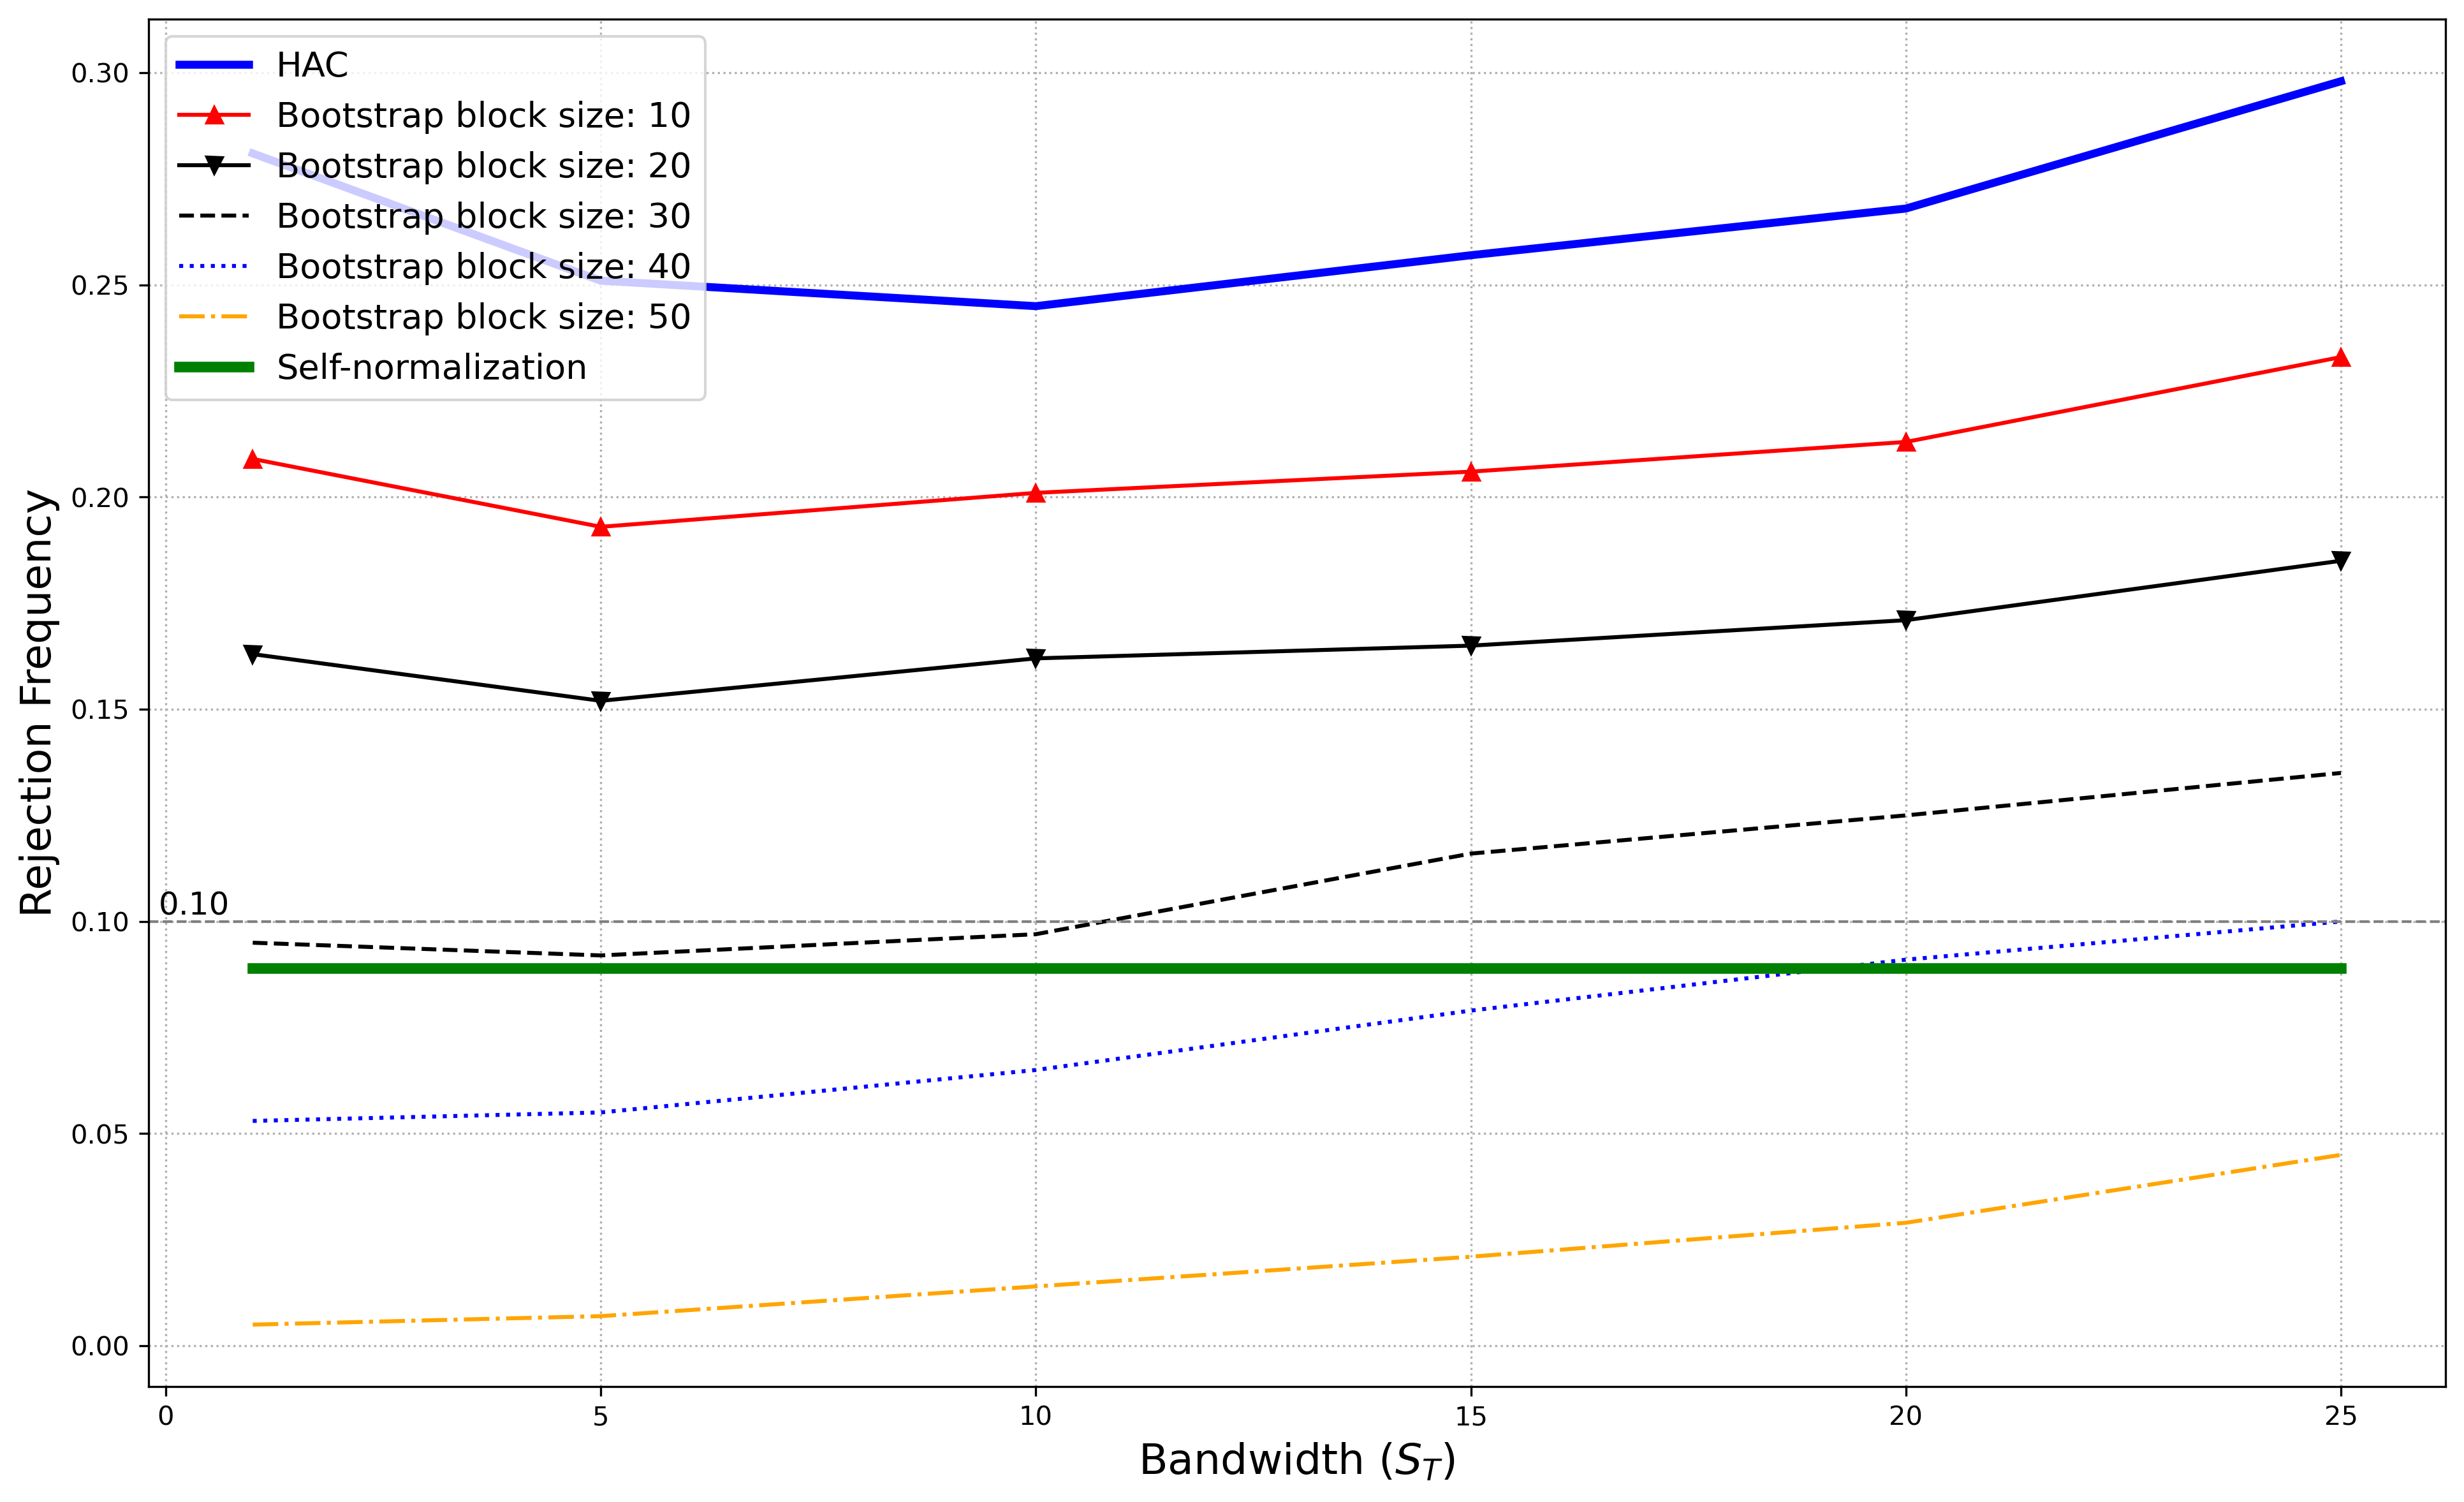 HAC
Bootstrap block size: 10
Bootstrap block size: 20
Bootstrap block size: 30
Bootstrap block size: 40
Bootstrap block size: 50
Self-normalization
Rejection Frequency
0.30
0.25
0.20
0.15
0.10
0.10
0.05
0.00
0 5 10 15 20 25
Bandwidth (S_T)